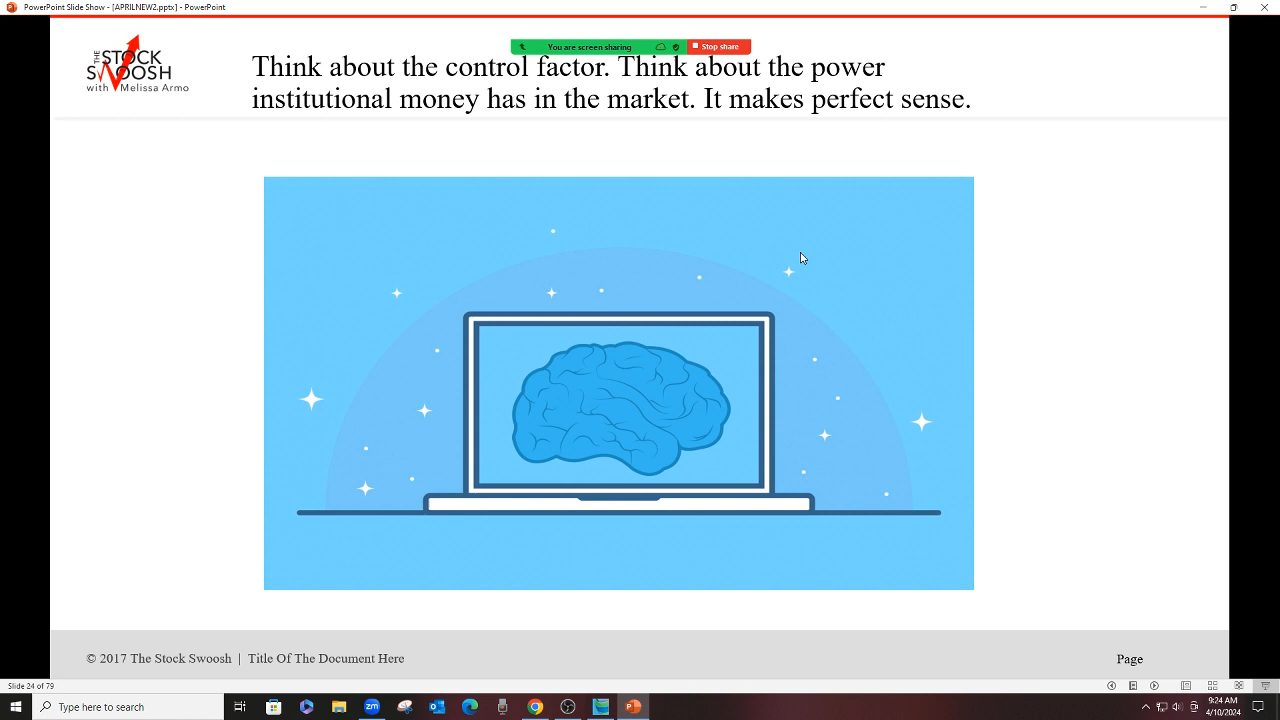 PowerPoint Slide Show - [APRILNEW2.pptx] - PowerPoint
You are screen sharing
Stop share
THE
STOCK
SWOOSH
with Melissa Armo
Think about the control factor. Think about the power
institutional money has in the market. It makes perfect sense.
© 2017 The Stock Swoosh | Title Of The Document Here
Page
Slide 24 of 79
Type here to search
zm
9:24 AM
4/10/2024